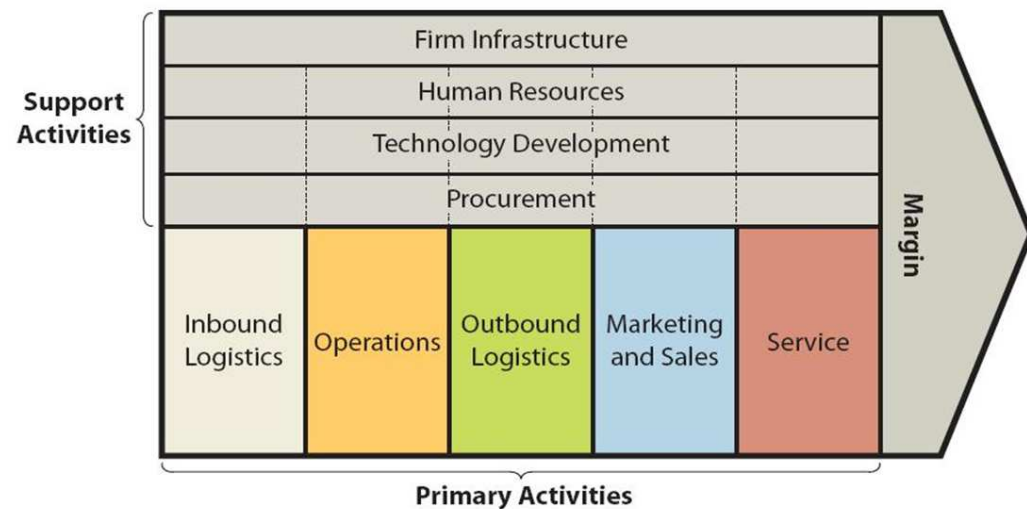 Firm Infrastructure
Human Resources
Technology Development
Procurement
Support
Activities
Margin
Inbound
Logistics
Operations
Outbound
Logistics
Marketing
and Sales
Service
Primary Activities